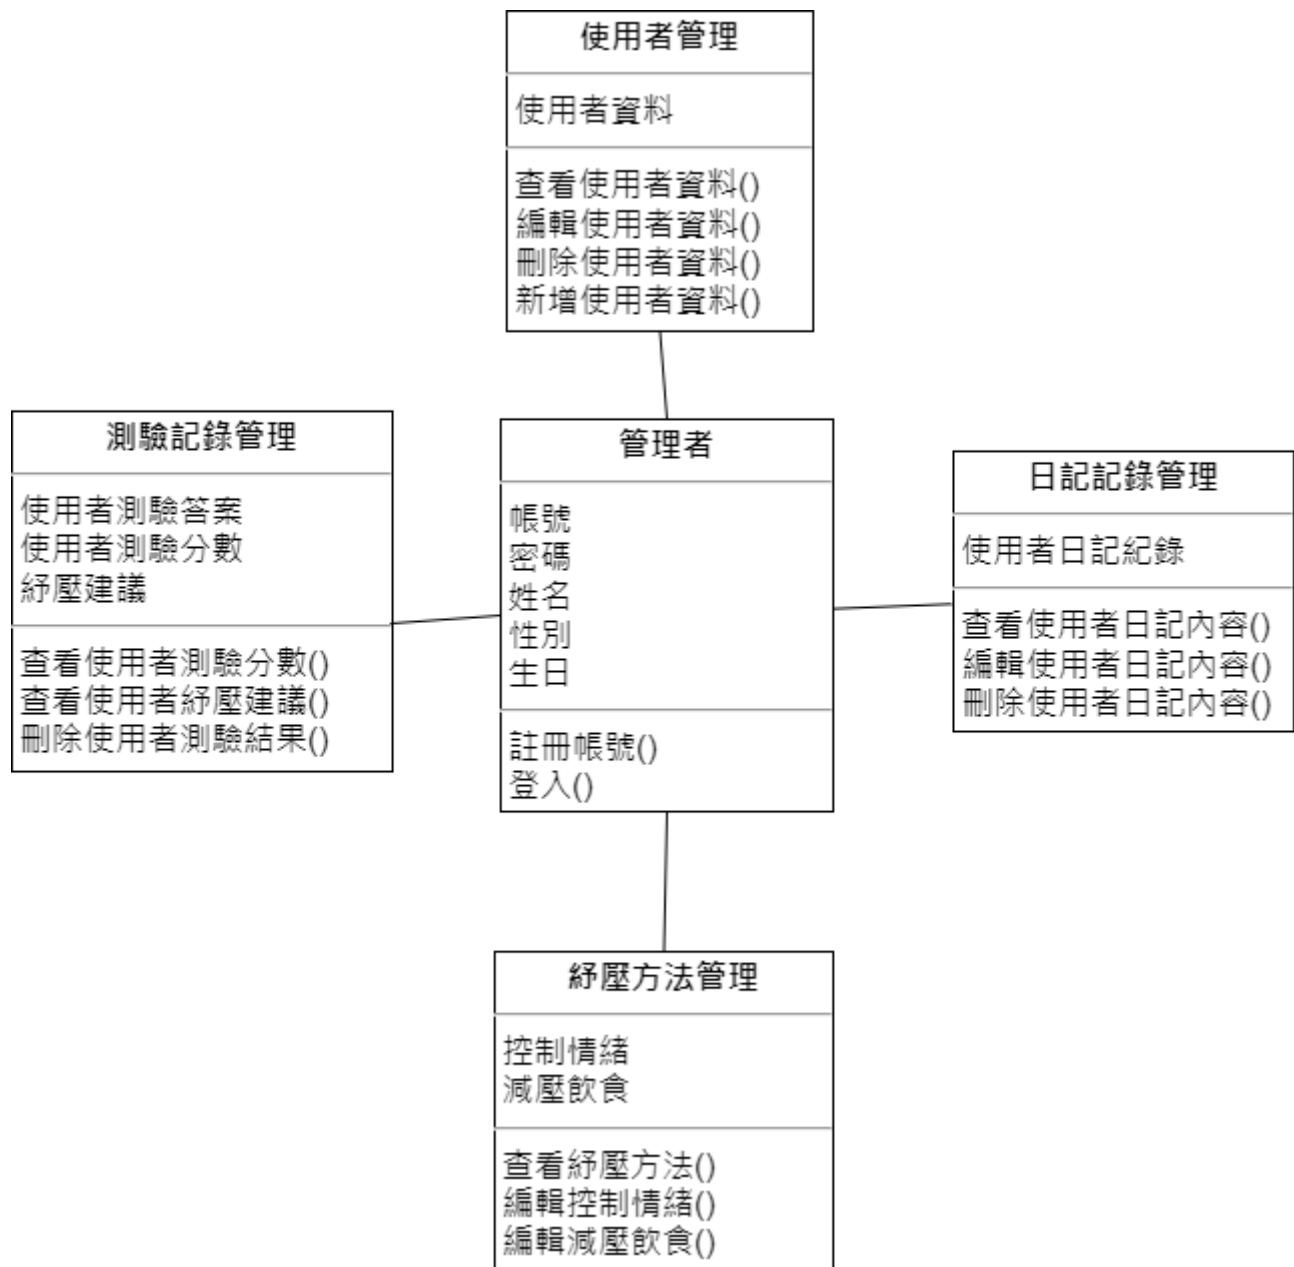 使用者管理
使用者資料
查看使用者資料()
編輯使用者資料()
刪除使用者資料()
新增使用者資料()
測驗記錄管理
使用者測驗答案
使用者測驗分數
紓壓建議
查看使用者測驗分數()
查看使用者紓壓建議()
刪除使用者測驗結果()
管理者
帳號
密碼
姓名
性別
生日
註冊帳號()
登入()
日記記錄管理
使用者日記紀錄
查看使用者日記內容()
編輯使用者日記內容()
刪除使用者日記內容()
紓壓方法管理
控制情緒
減壓飲食
查看紓壓方法()
編輯控制情緒()
編輯減壓飲食()